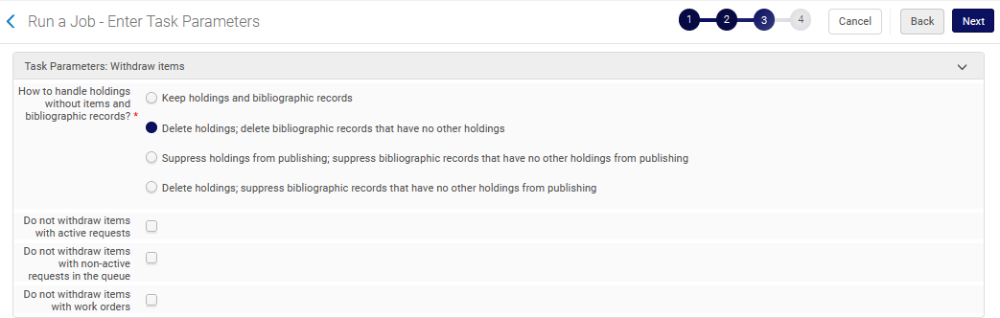 Run a Job - Enter Task Parameters
1 2 3 4
Cancel Back Next
Task Parameters: Withdraw items
How to handle holdings
without items and
bibliographic records? *
Keep holdings and bibliographic records
Delete holdings; delete bibliographic records that have no other holdings
Suppress holdings from publishing; suppress bibliographic records that have no other holdings from publishing
Delete holdings; suppress bibliographic records that have no other holdings from publishing
Do not withdraw items
with active requests
Do not withdraw items
with non-active
requests in the queue
Do not withdraw items
with work orders